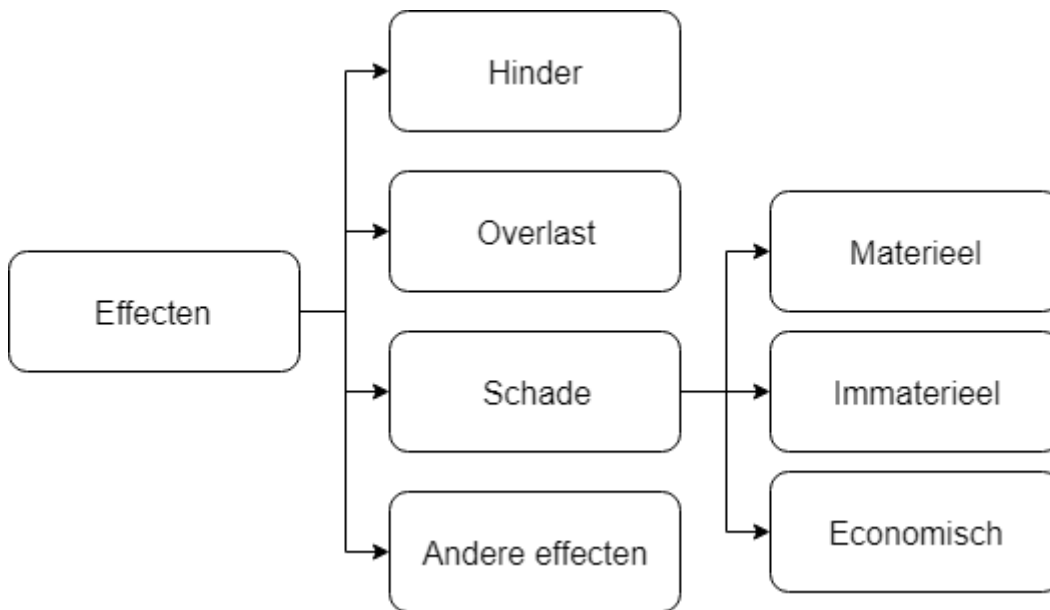 Effecten
Hinder
Overlast
Schade
Andere effecten
Materieel
Immaterieel
Economisch